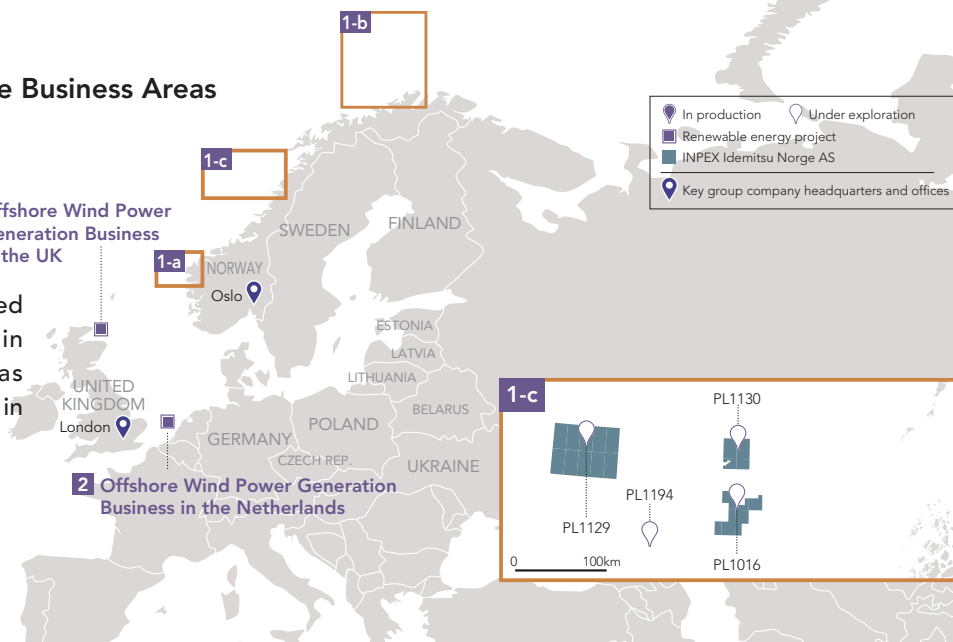 1-b
e Business Areas
In production
Under exploration
Renewable energy project
INPEX Idemitsu Norge AS
Key group company headquarters and offices
1-c
ffshore Wind Power
eneration Business
the UK
SWEDEN
FINLAND
1-a
NORWAY
Oslo
ed
in
as
in
ESTONIA
LATVIA
LITHUANIA
UNITED
KINGDOM
London
BELARUS
POLAND
GERMANY
CZECH REP.
UKRAINE
2 Offshore Wind Power Generation
Business in the Netherlands
1-c
PL1130
PL1194
PL1129
PL1016
0 100km